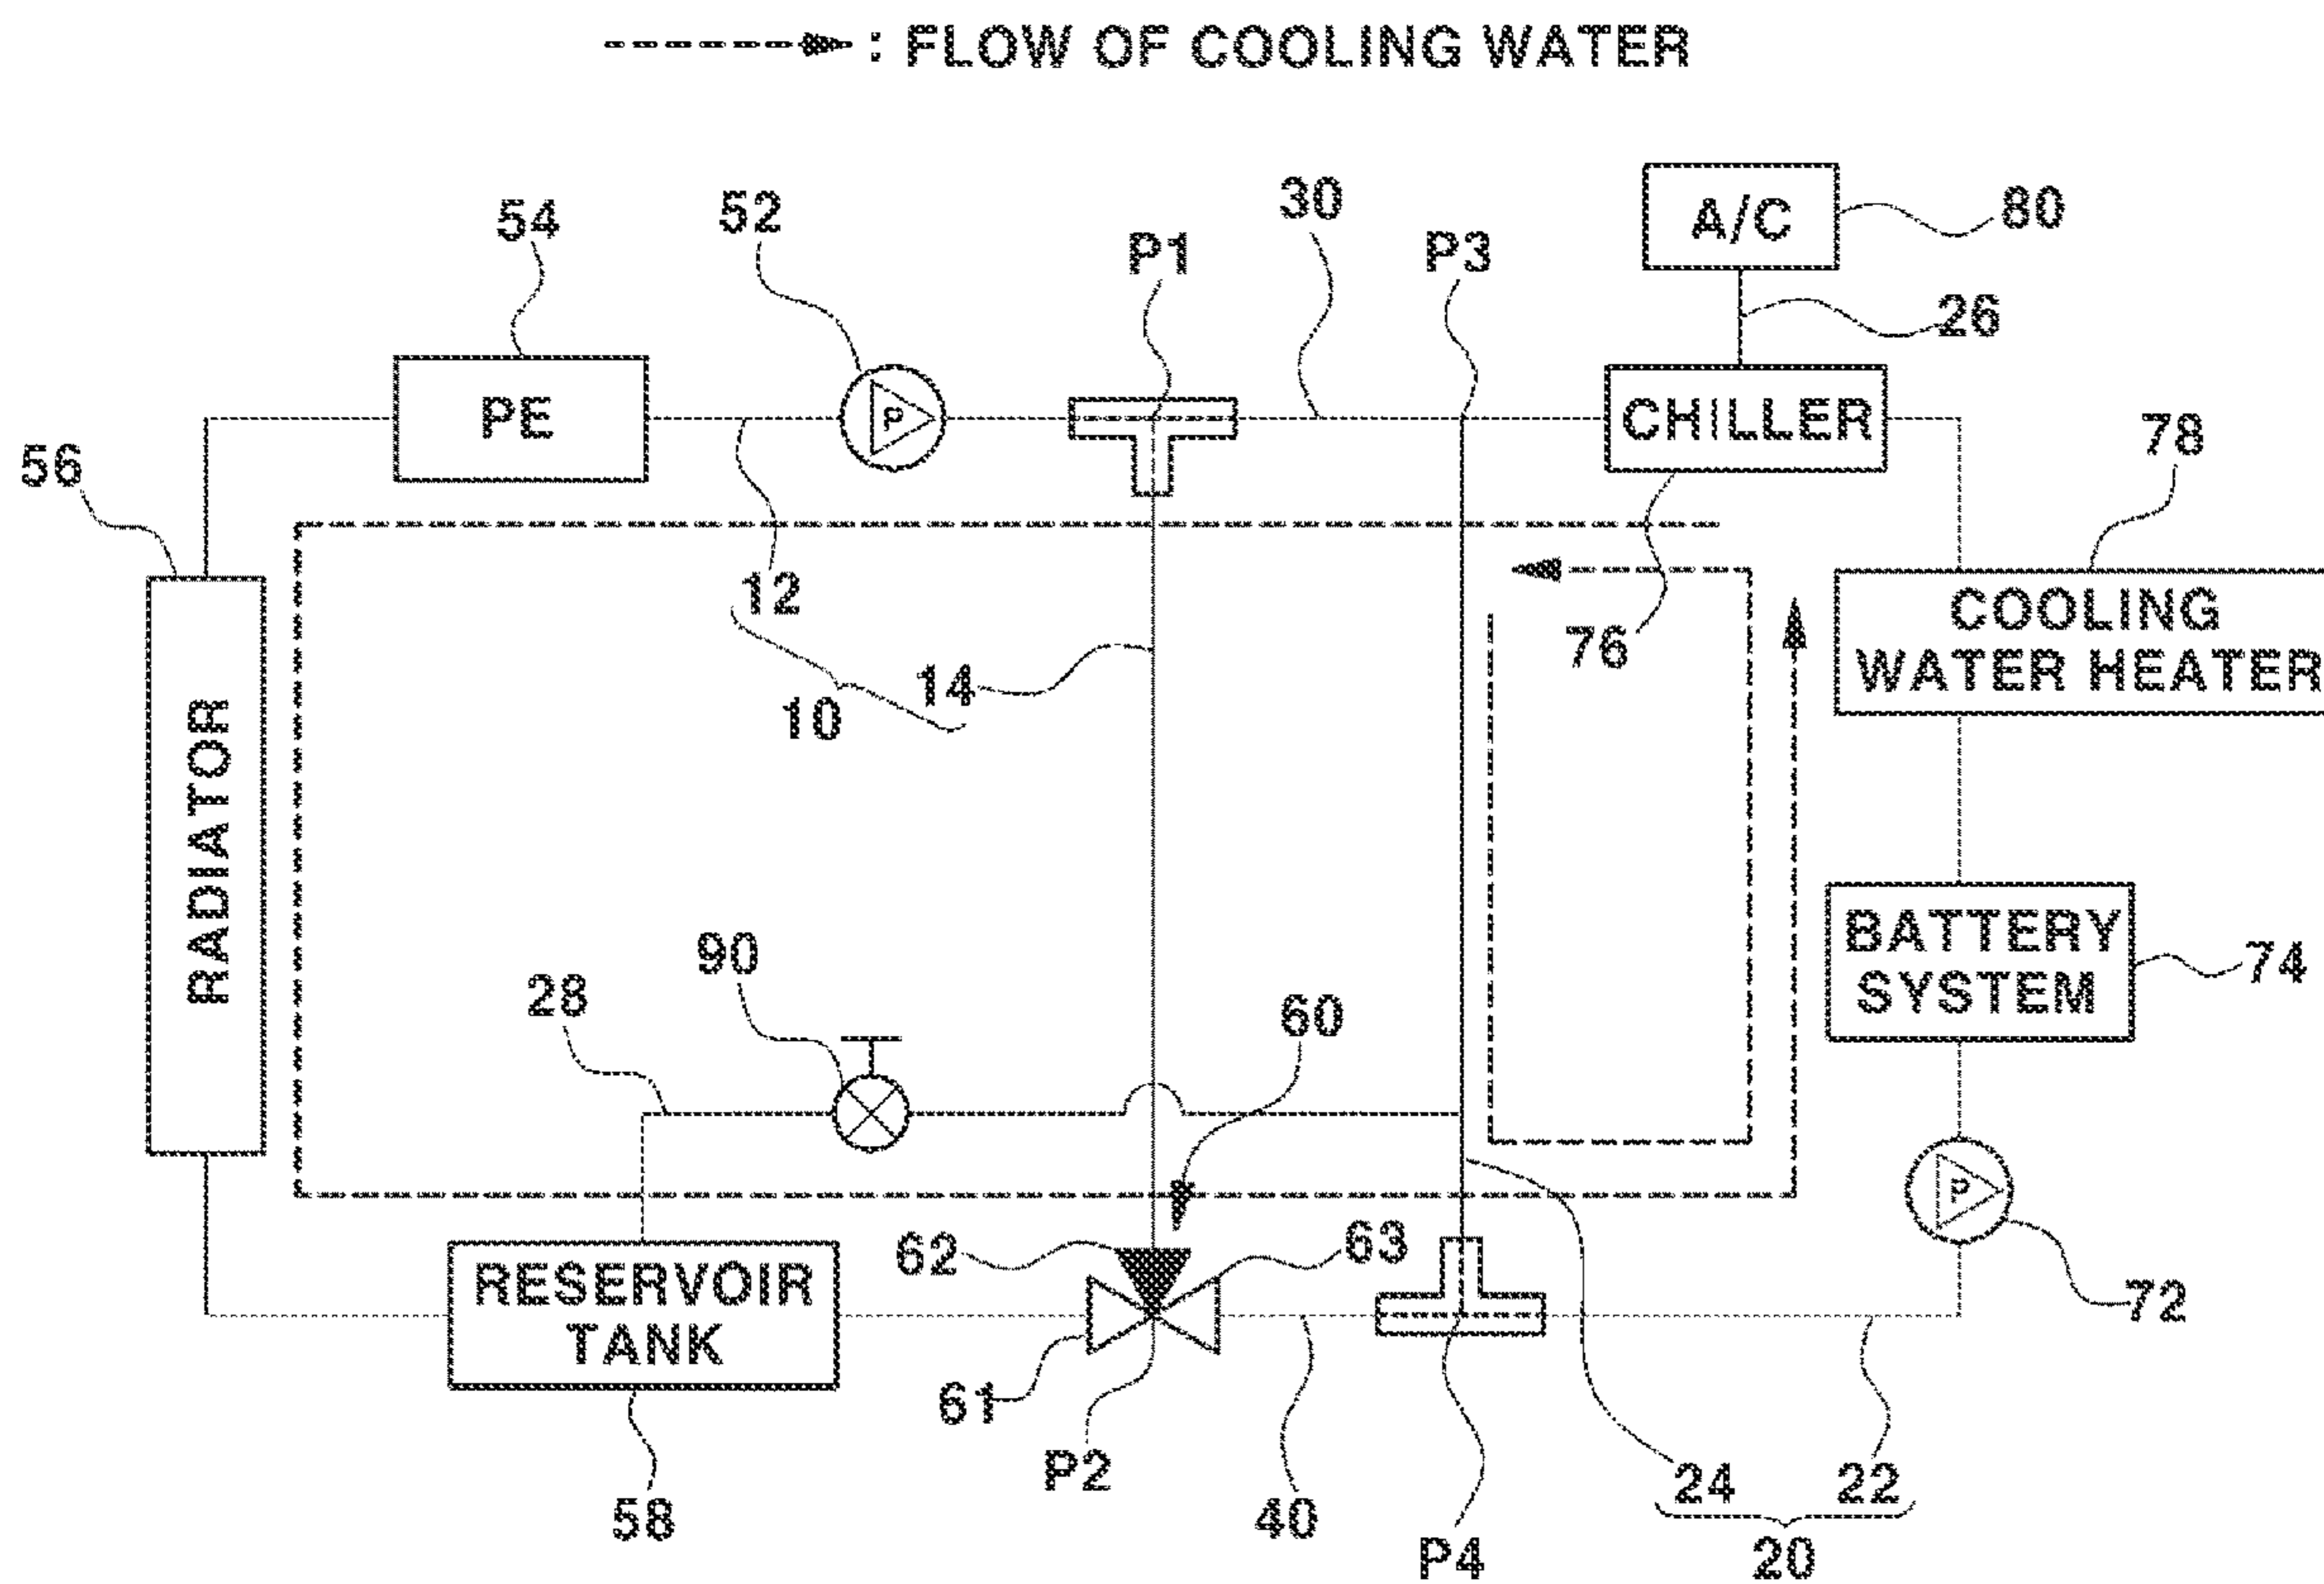 : FLOW OF COOLING WATER
54
52
P1
30
P3
A/C
80
26
56
PE
P
CHILLER
78
12
14
10
76
COOLING
WATER HEATER
RADIATOR
28
90
60
BATTERY
SYSTEM
74
P
72
RESERVOIR
TANK
62
63
61
P2
58
40
P4
24
22
20